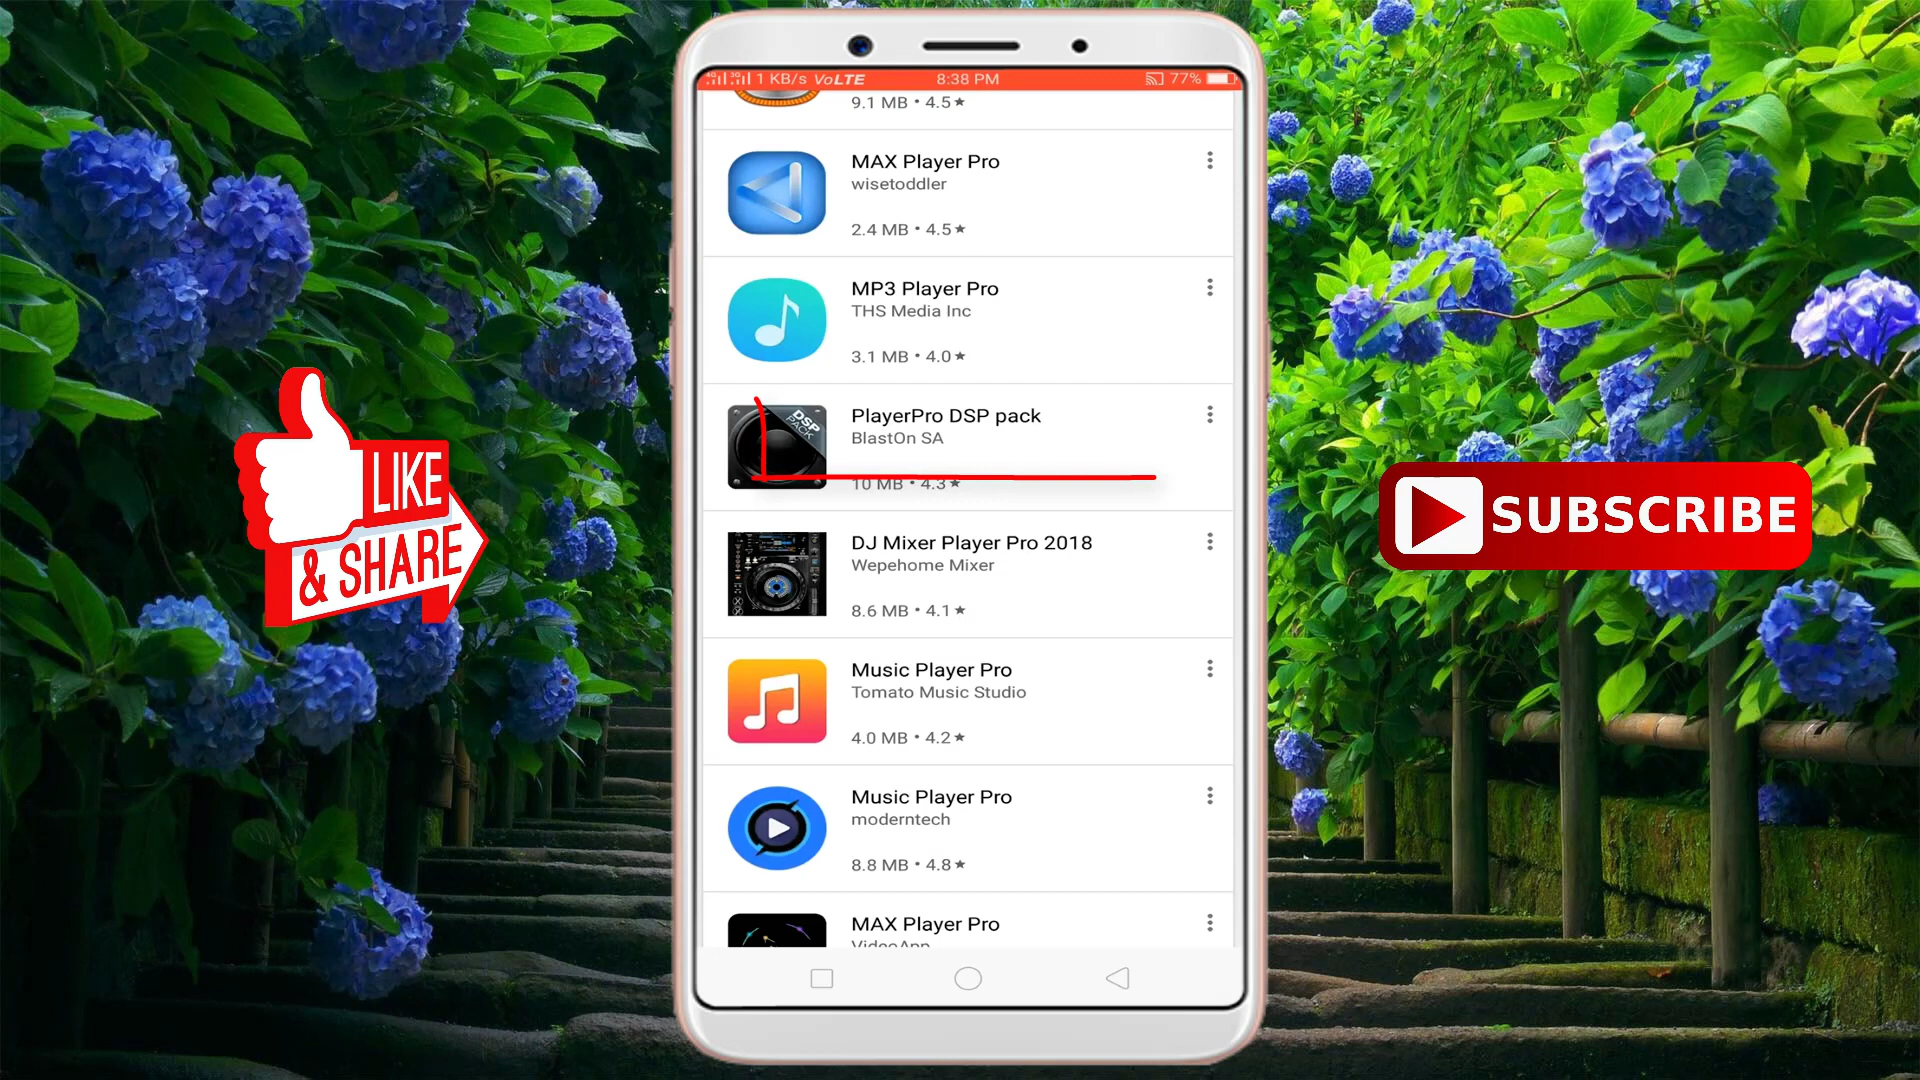 4G 3G 1 KB/s VoLTE 8:38 PM 77%
9.1 MB • 4.5★
MAX Player Pro
wisetoddler
2.4 MB • 4.5★
MP3 Player Pro
THS Media Inc
3.1 MB • 4.0★
DSP
PACK
PlayerPro DSP pack
BlastOn SA
10 MB • 4.3★
DJ Mixer Player Pro 2018
Wepehome Mixer
8.6 MB • 4.1★
Music Player Pro
Tomato Music Studio
4.0 MB • 4.2★
Music Player Pro
moderntech
8.8 MB • 4.8★
MAX Player Pro
VideoApp
LIKE
& SHARE
SUBSCRIBE